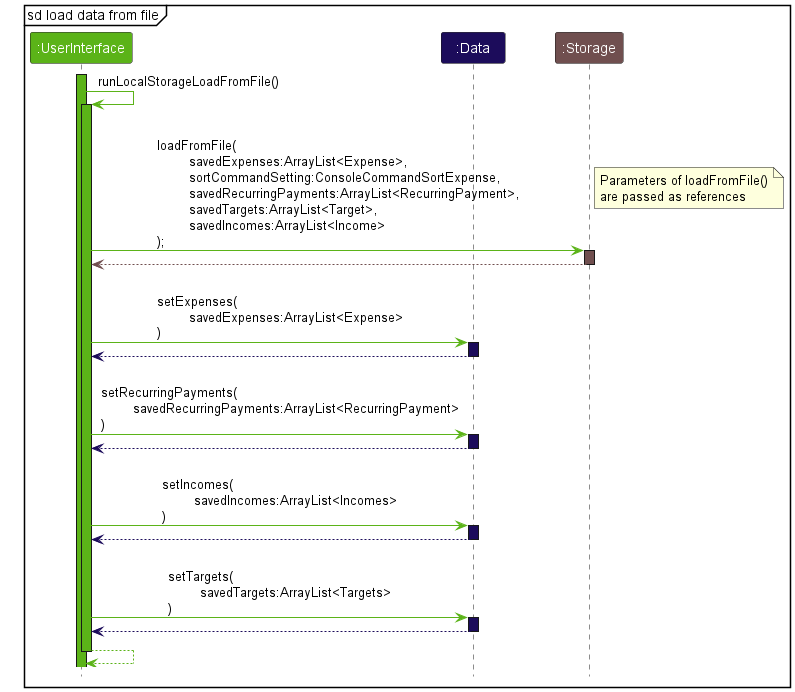 sd load data from file
:UserInterface
:Data
:Storage
runLocalStorageLoadFromFile()
loadFromFile(
savedExpenses:ArrayList<Expense>,
sortCommandSetting:ConsoleCommandSortExpense,
savedRecurringPayments:ArrayList<RecurringPayment>,
savedTargets:ArrayList<Target>,
savedIncomes:ArrayList<Income>
);
Parameters of loadFromFile()
are passed as references
setExpenses(
savedExpenses:ArrayList<Expense>
)
setRecurringPayments(
savedRecurringPayments:ArrayList<RecurringPayment>
)
setIncomes(
savedIncomes:ArrayList<Incomes>
)
setTargets(
savedTargets:ArrayList<Targets>
)